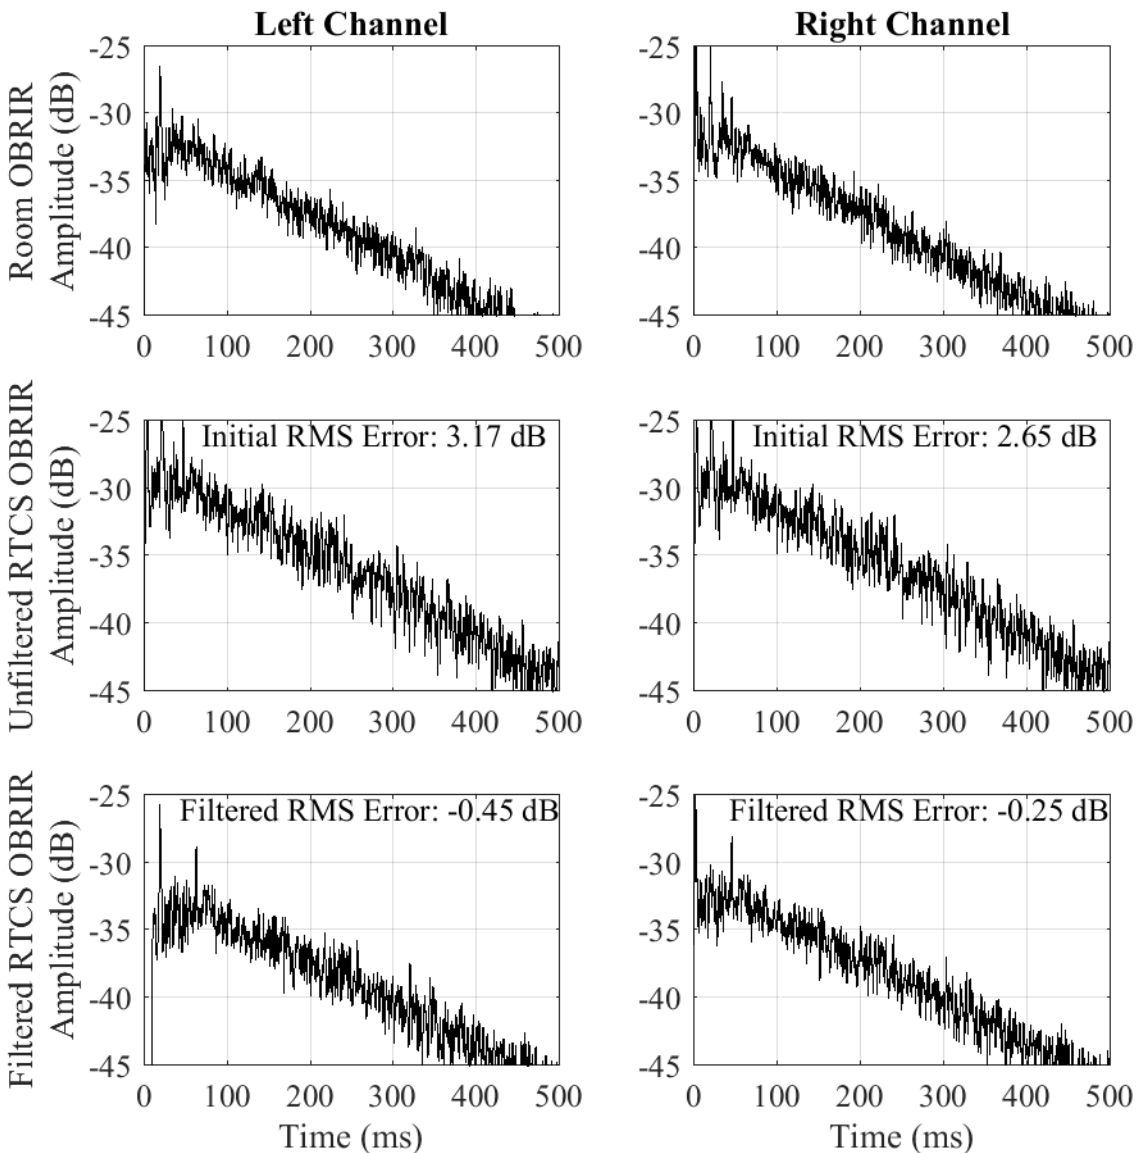 Left Channel
Right Channel
Room OBRIR
Amplitude (dB)
-25
-30
-35
-40
-45
0 100 200 300 400 500
-25
-30
-35
-40
-45
0 100 200 300 400 500
Unfiltered RTCS OBRIR
Amplitude (dB)
Initial RMS Error: 3.17 dB
-25
-30
-35
-40
-45
0 100 200 300 400 500
Initial RMS Error: 2.65 dB
-25
-30
-35
-40
-45
0 100 200 300 400 500
Filtered RTCS OBRIR
Amplitude (dB)
Filtered RMS Error: -0.45 dB
-25
-30
-35
-40
-45
0 100 200 300 400 500
Time (ms)
Filtered RMS Error: -0.25 dB
-25
-30
-35
-40
-45
0 100 200 300 400 500
Time (ms)